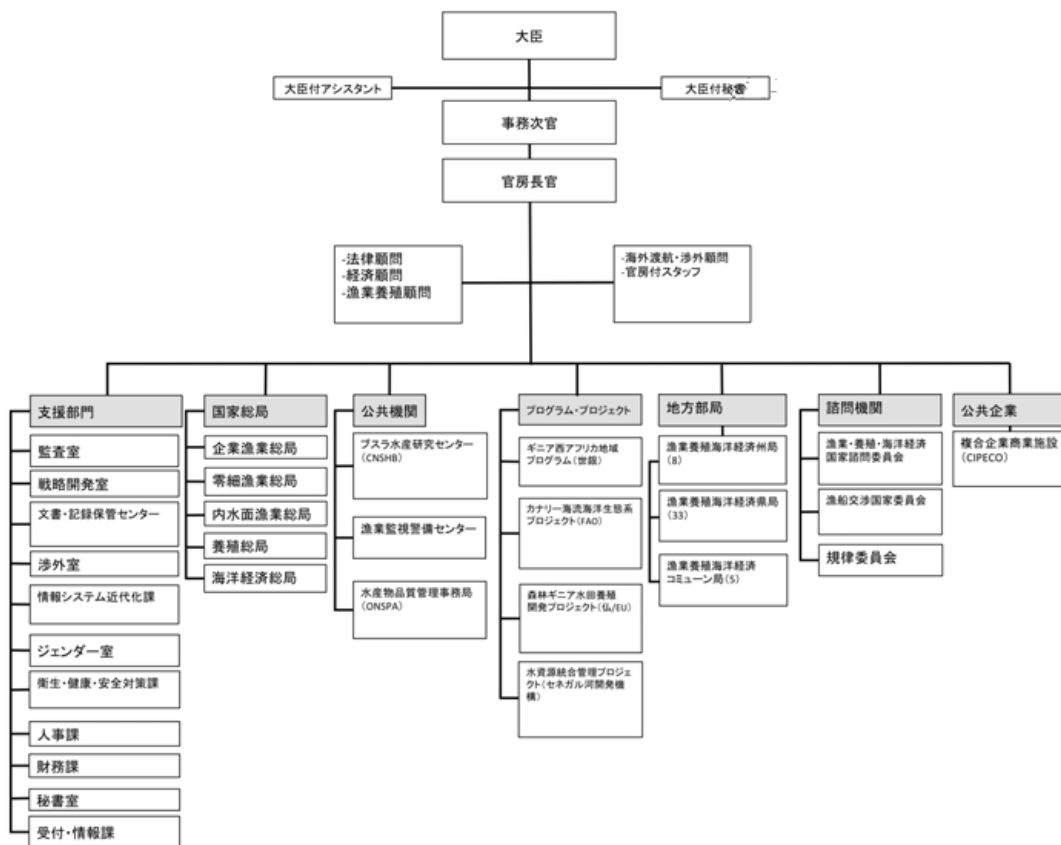 大臣
大臣付アシスタント
大臣付秘書
事務次官
官房長官
-法律顧問
-経済顧問
-漁業養殖顧問
-海外渡航・渉外顧問
-官房付スタッフ
支援部門
監査室
戦略開発室
文書・記録保管センター
渉外室
情報システム近代化課
ジェンダー室
衛生・健康・安全対策課
人事課
財務課
秘書室
受付・情報課
国家総局
企業漁業総局
零細漁業総局
内水面漁業総局
養殖総局
海洋経済総局
公共機関
ブスラ水産研究センター
(CNSHB)
漁業監視警備センター
水産物品質管理事務局
(ONSPA)
プログラム・プロジェクト
ギニア西アフリカ地域
プログラム(世銀)
カナリー海流海洋生態系
プロジェクト(FAO)
森林ギニア水田養殖
開発プロジェクト(仏/EU)
水資源統合管理プロジェ
クト(セネガル河開発機
構)
地方部局
漁業養殖海洋経済州局
(8)
漁業養殖海洋経済県局
(33)
漁業養殖海洋経済
コミューン局(5)
諮問機関
漁業・養殖・海洋経済
国家諮問委員会
漁船交渉国家委員会
規律委員会
公共企業
複合企業商業施設
(CIPECO)